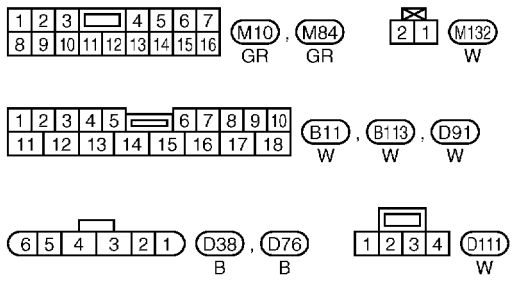 1 2 3 4 5 6 7
8 9 10 11 12 13 14 15 16
M10 , M84
GR GR
2 1
M132
W
1 2 3 4 5 6 7 8 9 10
11 12 13 14 15 16 17 18
B11 , B113 , D91
W W W
6 5 4 3 2 1
D38 , D76
B B
1 2 3 4
D111
W